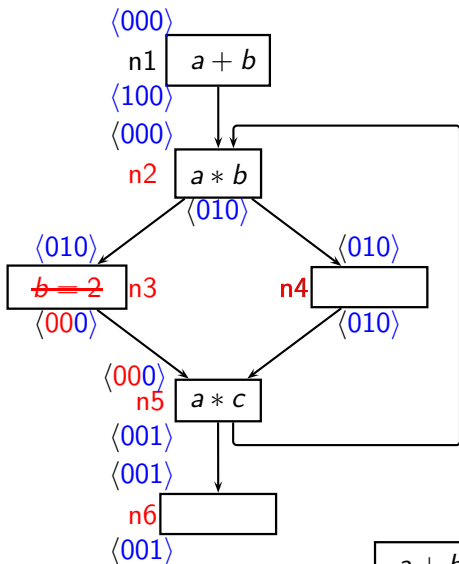 ⟨000⟩
n1 a + b
⟨100⟩
⟨000⟩
n2 a ∗ b
⟨010⟩
⟨010⟩ ⟨010⟩
b = 2 n3 n4
⟨000⟩ ⟨010⟩
⟨000⟩
n5 a ∗ c
⟨001⟩
⟨001⟩
n6
⟨001⟩
a + b